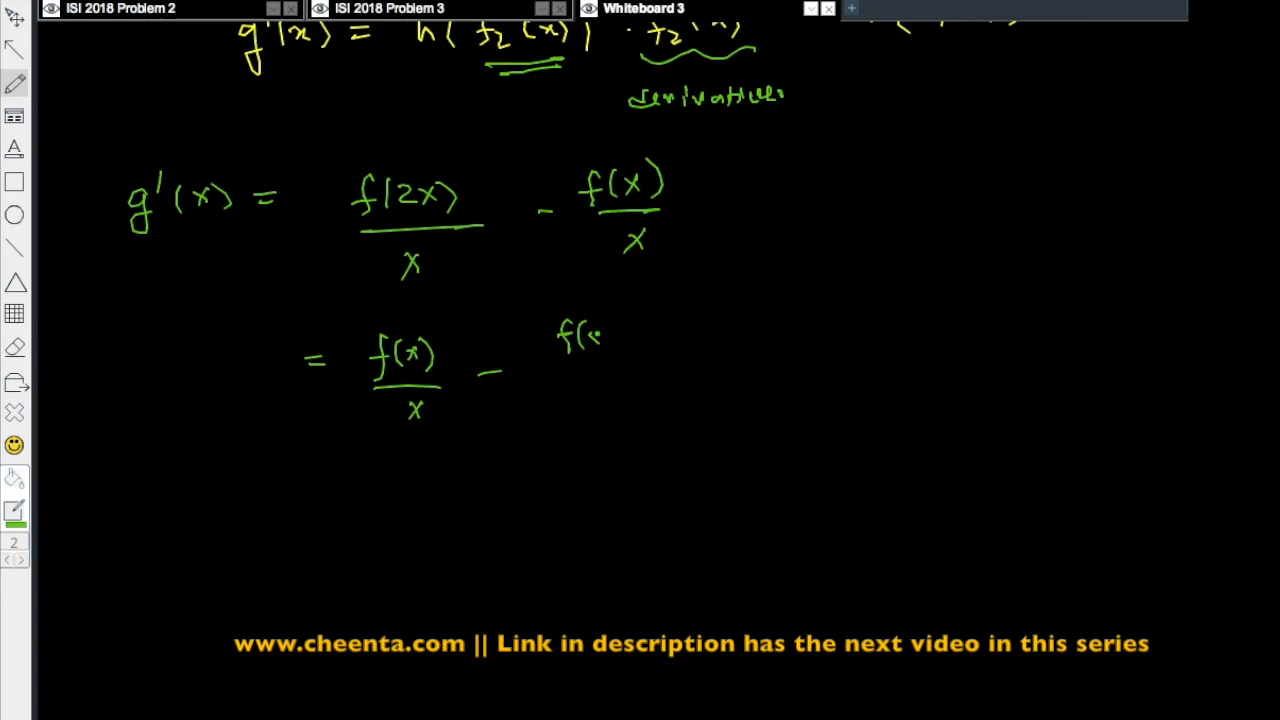 ISI 2018 Problem 2 ISI 2018 Problem 3 Whiteboard 3
g'(x) = h(f₂(x)) · f₂'(x)
derivative
g'(x) = f(2x)/x - f(x)/x
= f(x)/x - f(
2
www.cheenta.com || Link in description has the next video in this series